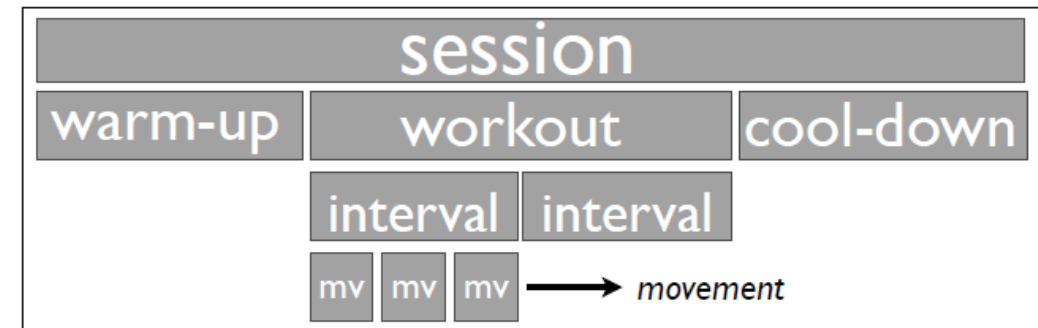 session
warm-up workout cool-down
interval interval
mv mv mv movement